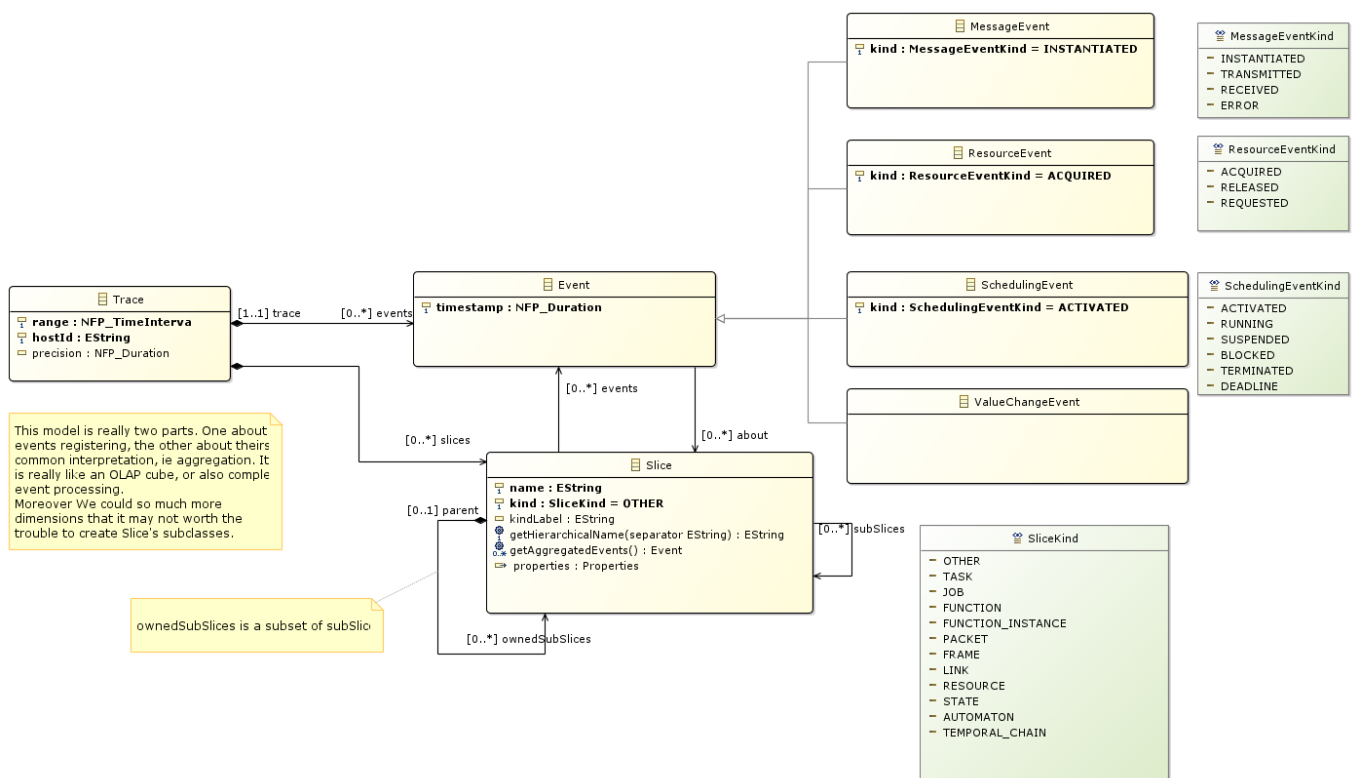 MessageEvent
kind : MessageEventKind = INSTANTIATED
MessageEventKind
INSTANTIATED
TRANSMITTED
RECEIVED
ERROR
ResourceEvent
kind : ResourceEventKind = ACQUIRED
ResourceEventKind
ACQUIRED
RELEASED
REQUESTED
Trace
range : NFP_TimeInterva
hostId : EString
precision : NFP_Duration
[1..1] trace
[0..*] events
Event
timestamp : NFP_Duration
SchedulingEvent
kind : SchedulingEventKind = ACTIVATED
SchedulingEventKind
ACTIVATED
RUNNING
SUSPENDED
BLOCKED
TERMINATED
DEADLINE
ValueChangeEvent
[0..*] events
[0..*] about
[0..*] slices
This model is really two parts. One about
events registering, the other about theirs
common interpretation, ie aggregation. It
is really like an OLAP cube, or also comple
event processing.
Moreover We could so much more
dimensions that it may not worth the
trouble to create Slice's subclasses.
Slice
name : EString
kind : SliceKind = OTHER
kindLabel : EString
getHierarchicalName(separator EString) : EString
0..* getAggregatedEvents() : Event
properties : Properties
[0..1] parent
[0..*] subSlices
[0..*] ownedSubSlices
ownedSubSlices is a subset of subSlic
SliceKind
OTHER
TASK
JOB
FUNCTION
FUNCTION_INSTANCE
PACKET
FRAME
LINK
RESOURCE
STATE
AUTOMATON
TEMPORAL_CHAIN